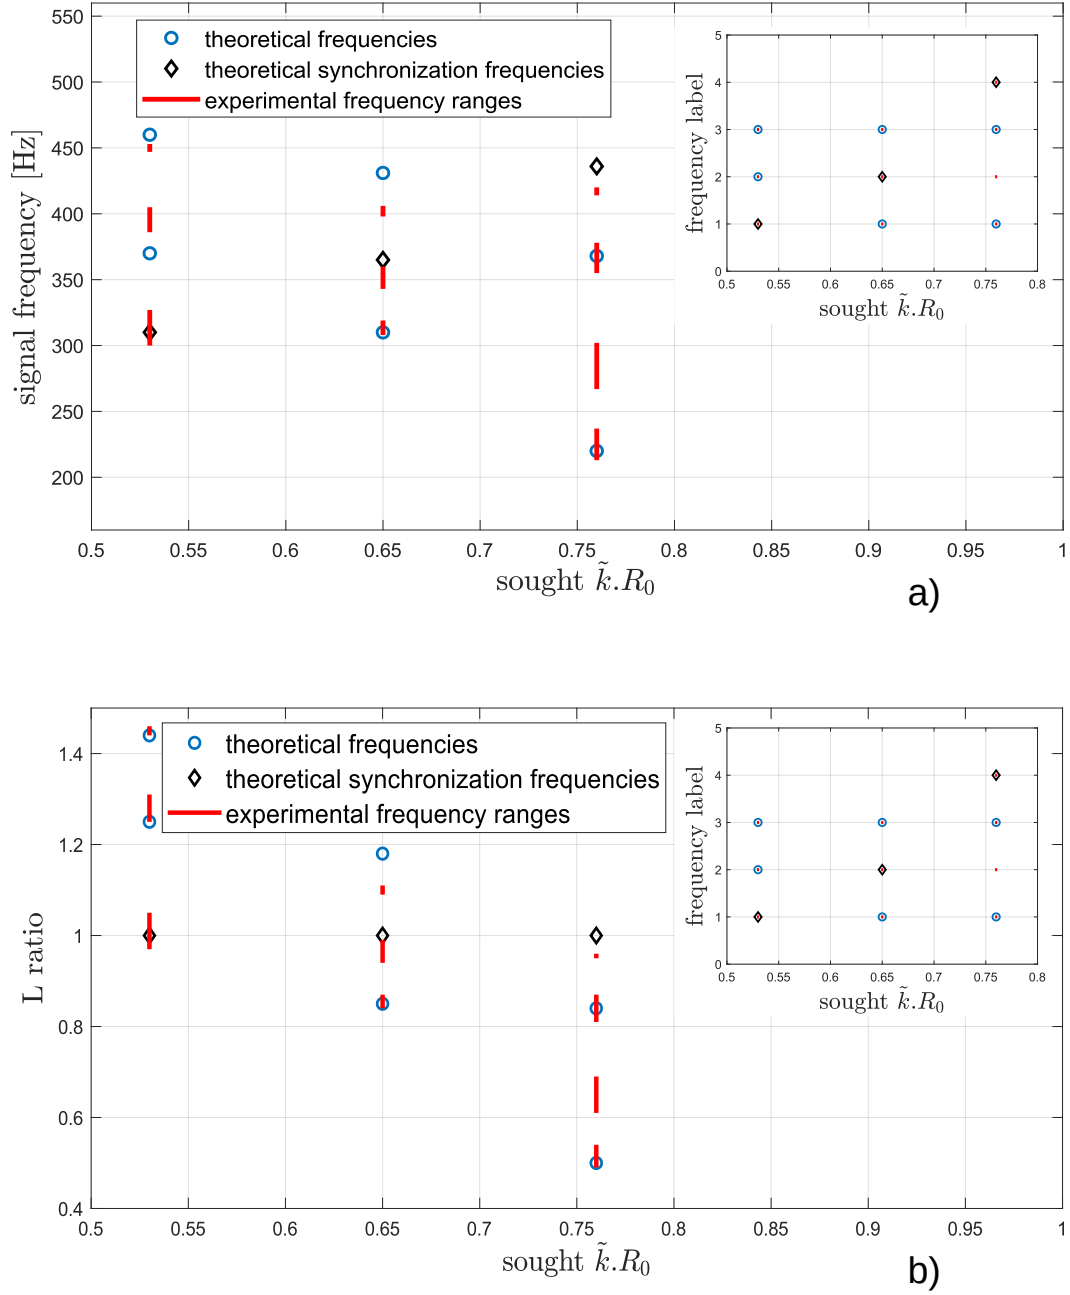 theoretical frequencies
theoretical synchronization frequencies
experimental frequency ranges
signal frequency [Hz]
550
500
450
400
350
300
250
200
0.5 0.55 0.6 0.65 0.7 0.75 0.8 0.85 0.9 0.95 1
sought k̃.R₀
frequency label
5
4
3
2
1
0
0.5 0.55 0.6 0.65 0.7 0.75 0.8
sought k̃.R₀
a)
theoretical frequencies
theoretical synchronization frequencies
experimental frequency ranges
L ratio
1.4
1.2
1
0.8
0.6
0.4
0.5 0.55 0.6 0.65 0.7 0.75 0.8 0.85 0.9 0.95 1
sought k̃.R₀
frequency label
5
4
3
2
1
0
0.5 0.55 0.6 0.65 0.7 0.75 0.8
sought k̃.R₀
b)